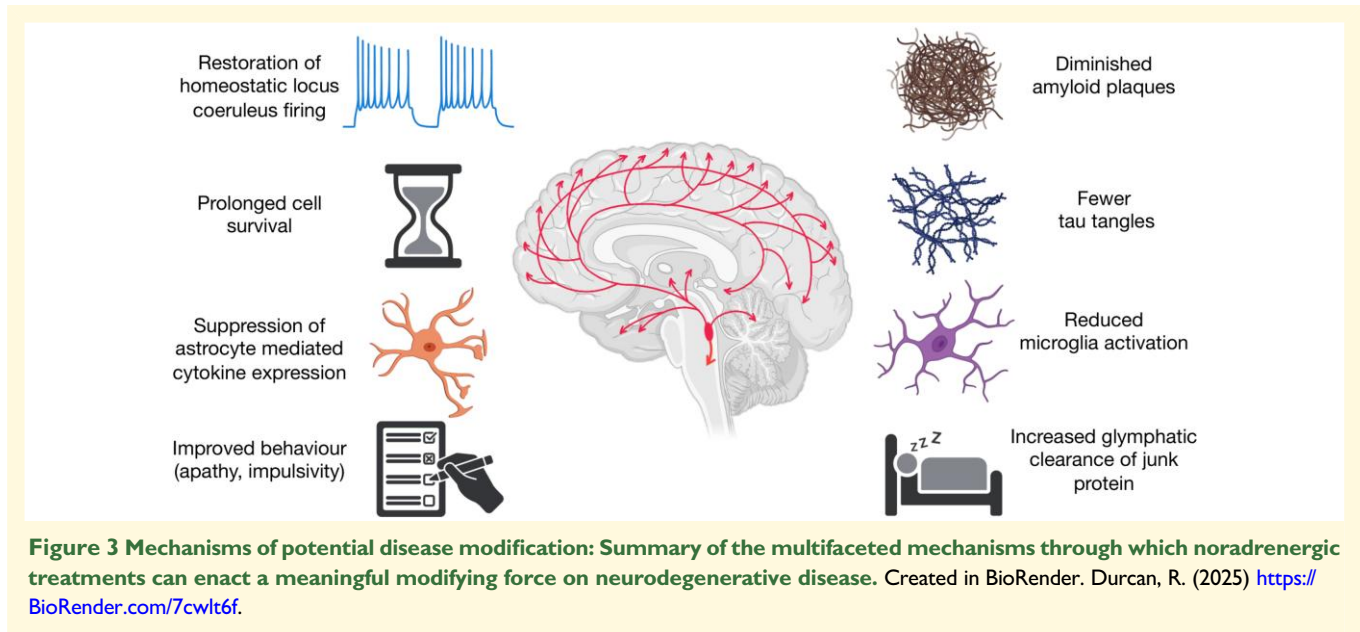 Restoration of
homeostatic locus
coeruleus firing
Prolonged cell
survival
Suppression of
astrocyte mediated
cytokine expression
Improved behaviour
(apathy, impulsivity)
Diminished
amyloid plaques
Fewer
tau tangles
Reduced
microglia activation
z z z Z
Increased glymphatic
clearance of junk
protein
Figure 3 Mechanisms of potential disease modification: Summary of the multifaceted mechanisms through which noradrenergic
treatments can enact a meaningful modifying force on neurodegenerative disease. Created in BioRender. Durcan, R. (2025) https://
BioRender.com/7cwlt6f.